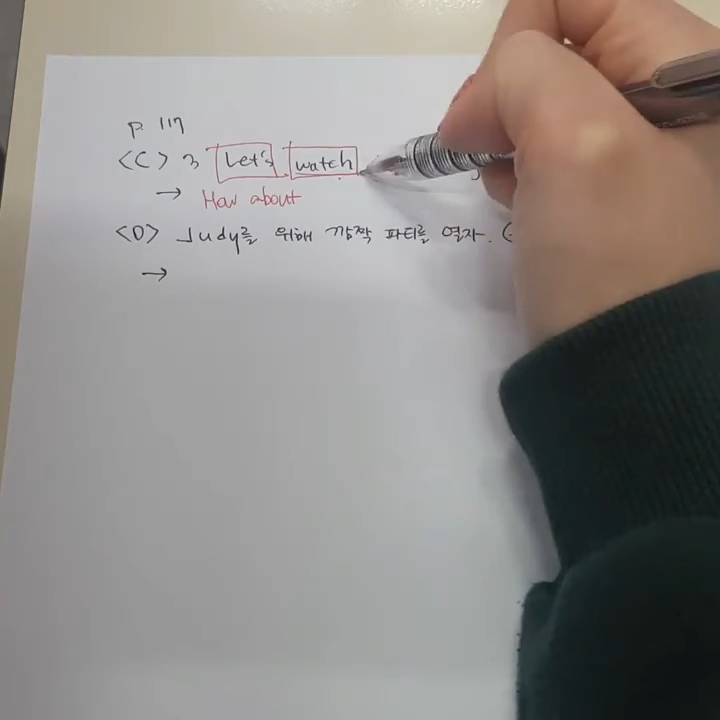 p. 117
<C> 3 Let's watch
→ How about
<D> Judy를 위해 깜짝 파티를 열자. (
→